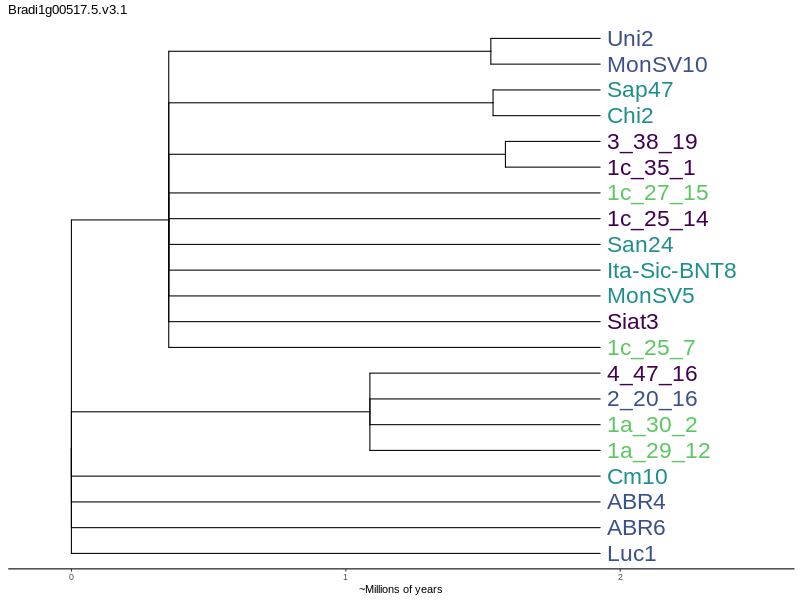 Bradi1g00517.5.v3.1
Uni2
MonSV10
Sap47
Chi2
3_38_19
1c_35_1
1c_27_15
1c_25_14
San24
Ita-Sic-BNT8
MonSV5
Siat3
1c_25_7
4_47_16
2_20_16
1a_30_2
1a_29_12
Cm10
ABR4
ABR6
Luc1
0 1 2
~Millions of years